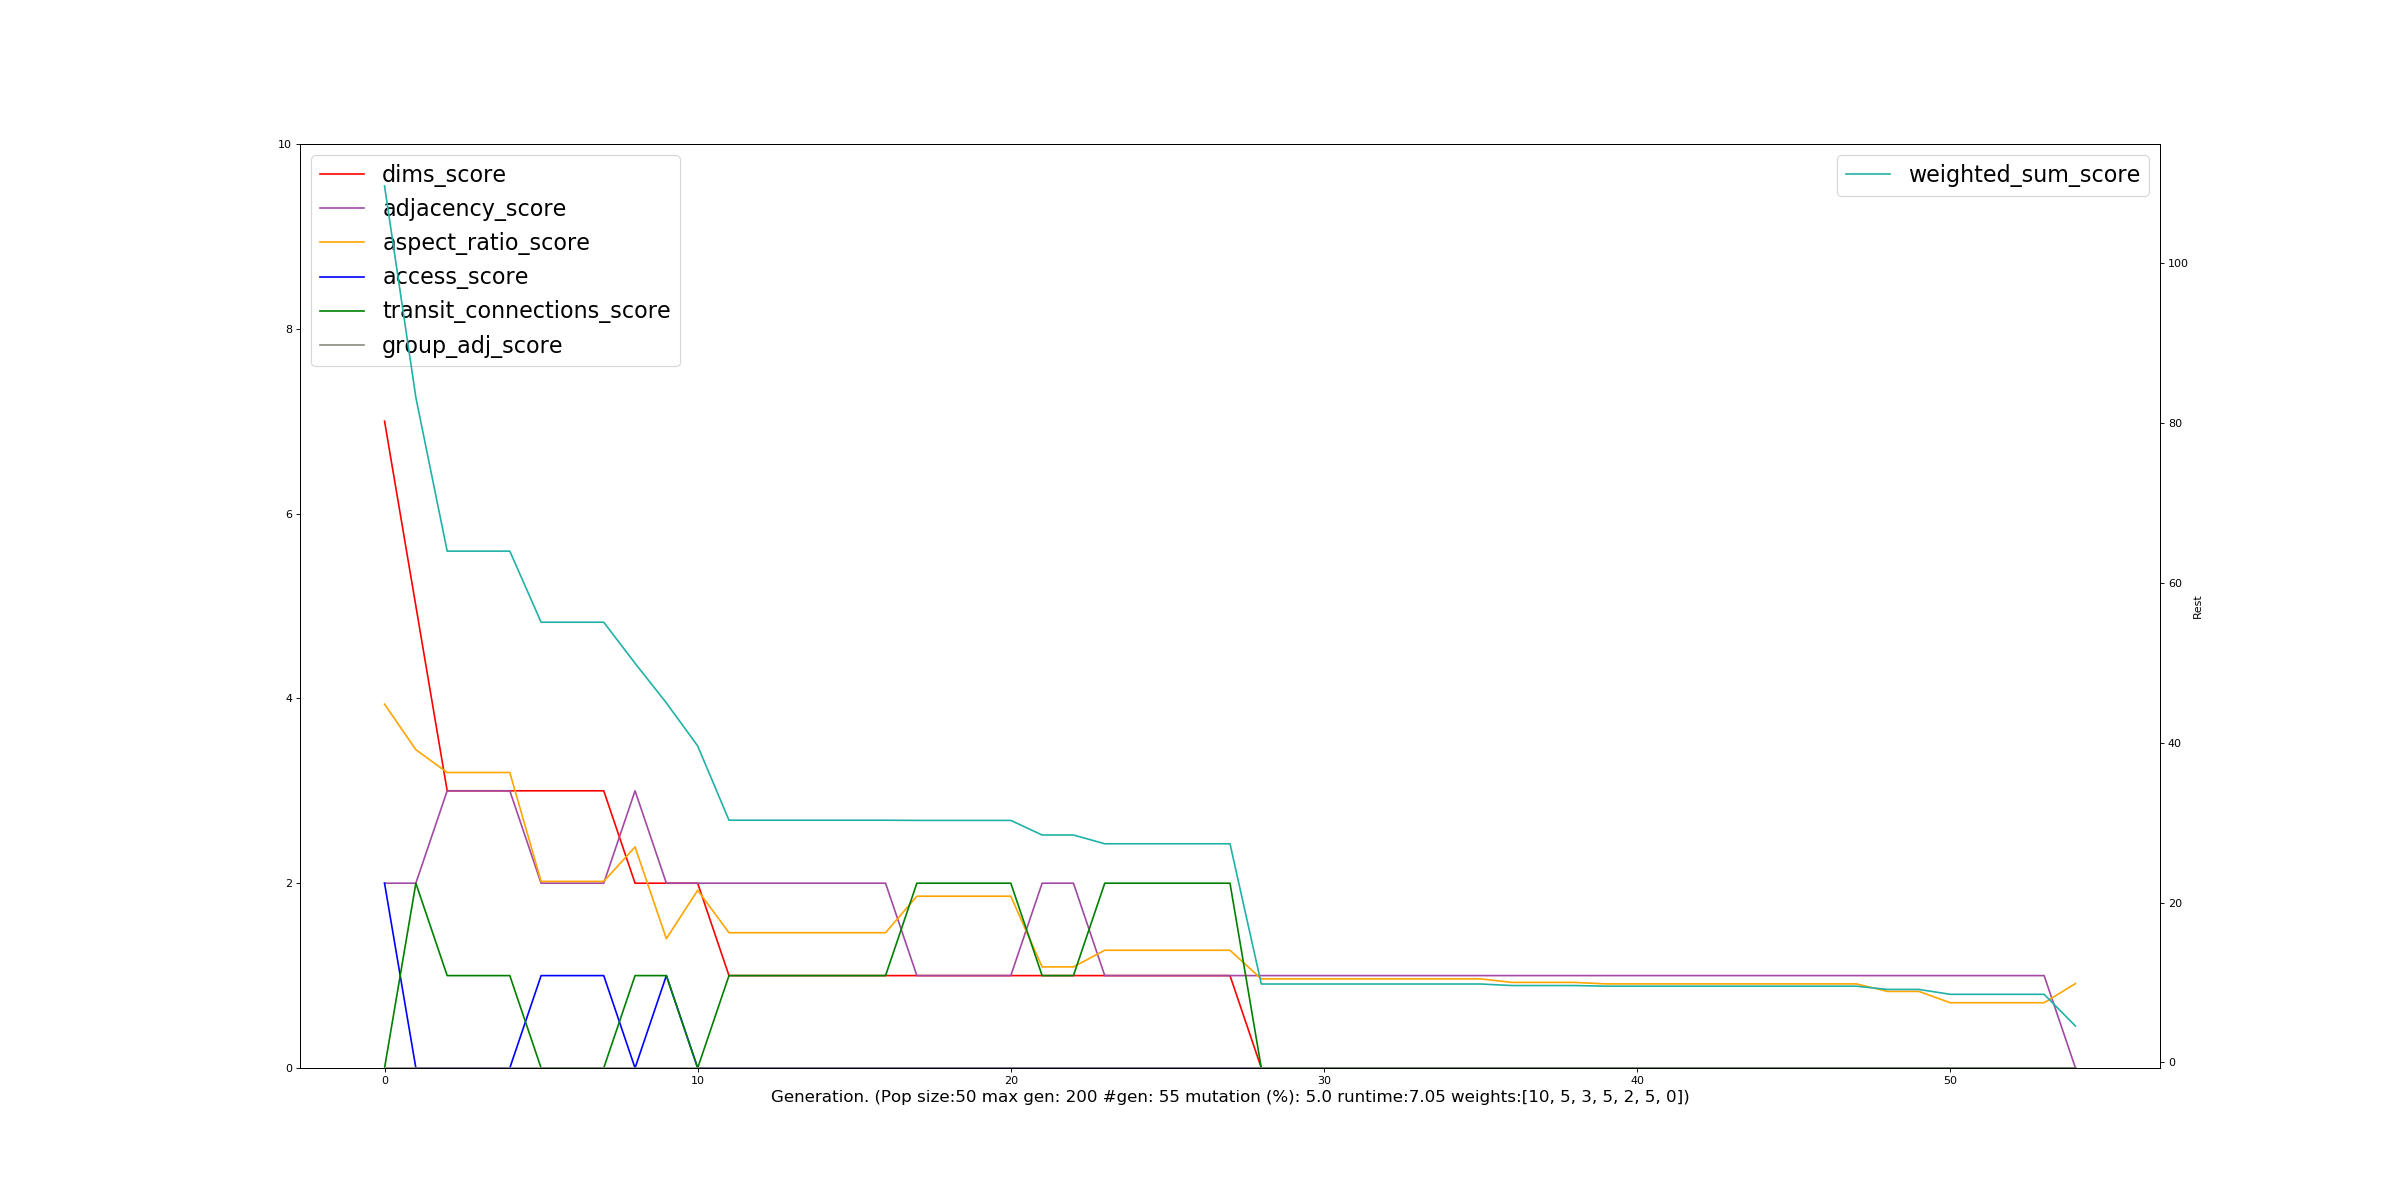 dims_score
adjacency_score
aspect_ratio_score
access_score
transit_connections_score
group_adj_score
weighted_sum_score
10
8
6
4
2
0
100
80
60
40
20
0
Rest
0 10 20 30 40 50
Generation. (Pop size:50 max gen: 200 #gen: 55 mutation (%): 5.0 runtime:7.05 weights:[10, 5, 3, 5, 2, 5, 0])